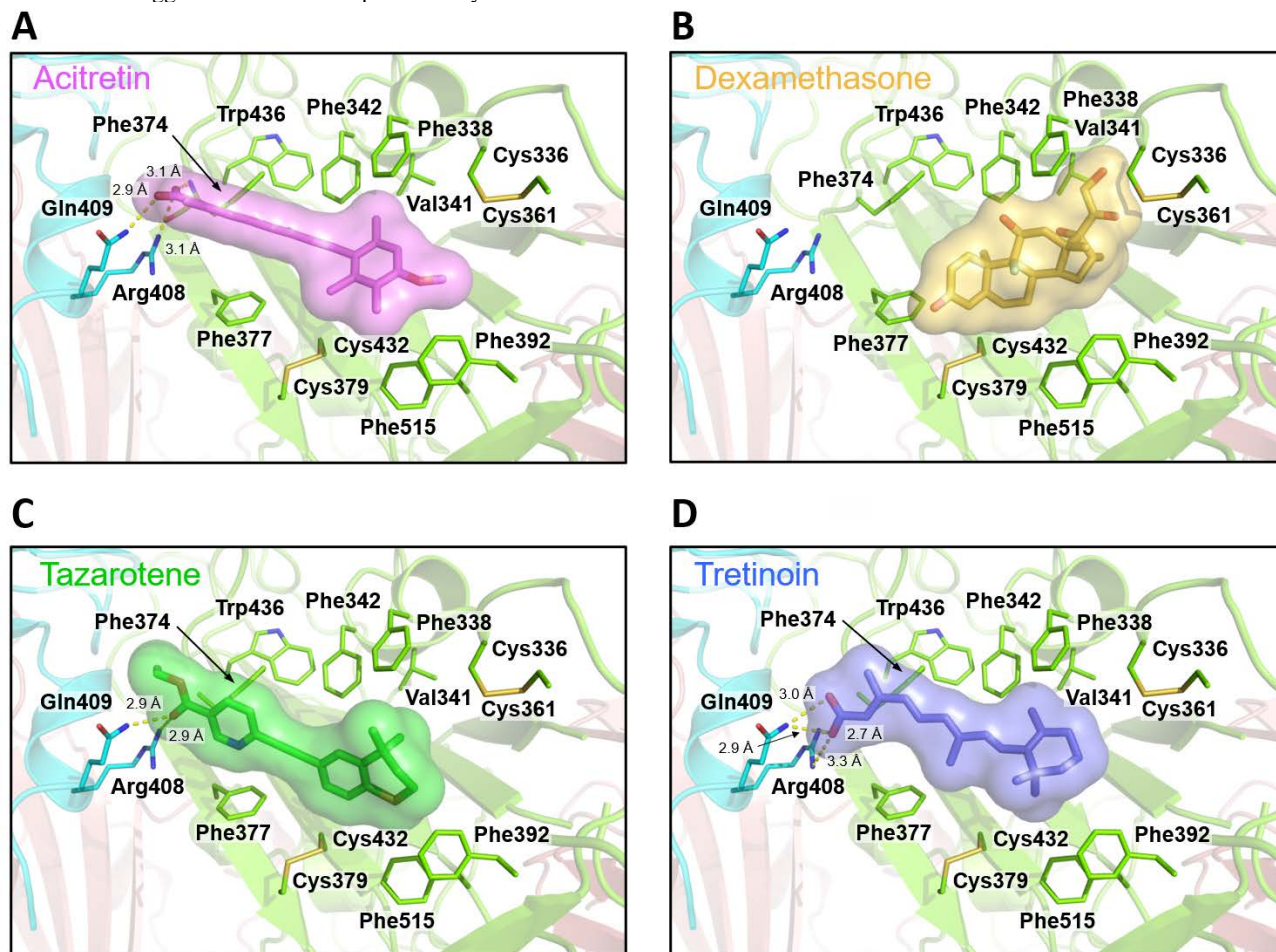 A
Acitretin
Phe374
Trp436
Phe342
Phe338
Cys336
3.1 Å
2.9 Å
Gln409
Val341
Cys361
3.1 Å
Arg408
Phe377
Cys432
Phe392
Cys379
Phe515
B
Dexamethasone
Trp436
Phe342
Phe338
Val341
Cys336
Phe374
Gln409
Cys361
Arg408
Phe377
Cys432
Phe392
Cys379
Phe515
C
Tazarotene
Phe374
Trp436
Phe342
Phe338
Cys336
Gln409
2.9 Å
Val341
Cys361
2.9 Å
Arg408
Phe377
Cys432
Phe392
Cys379
Phe515
D
Tretinoin
Phe374
Trp436
Phe342
Phe338
Cys336
Gln409
3.0 Å
Val341
Cys361
2.9 Å
2.7 Å
3.3 Å
Arg408
Phe377
Cys432
Phe392
Cys379
Phe515